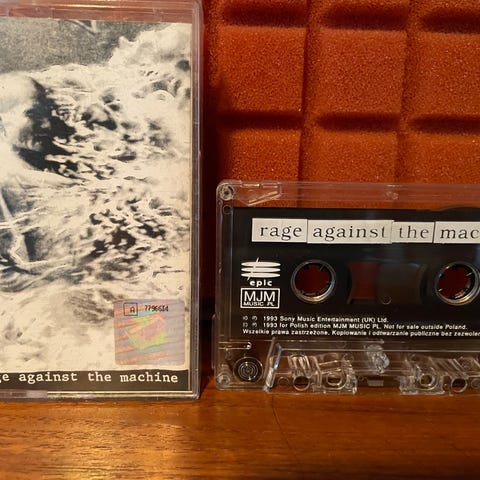 A 7796614
ge against the machine
rage against the mac
epic
MJM
MUSIC PL
© ℗ 1993 Sony Music Entertainment (UK) Ltd.
© ℗ 1993 for Polish edition MJM MUSIC PL. Not for sale outside Poland.
Wszelkie prawa zastrzeżone. Kopiowanie i odtwarzanie publiczne bez zezwolen